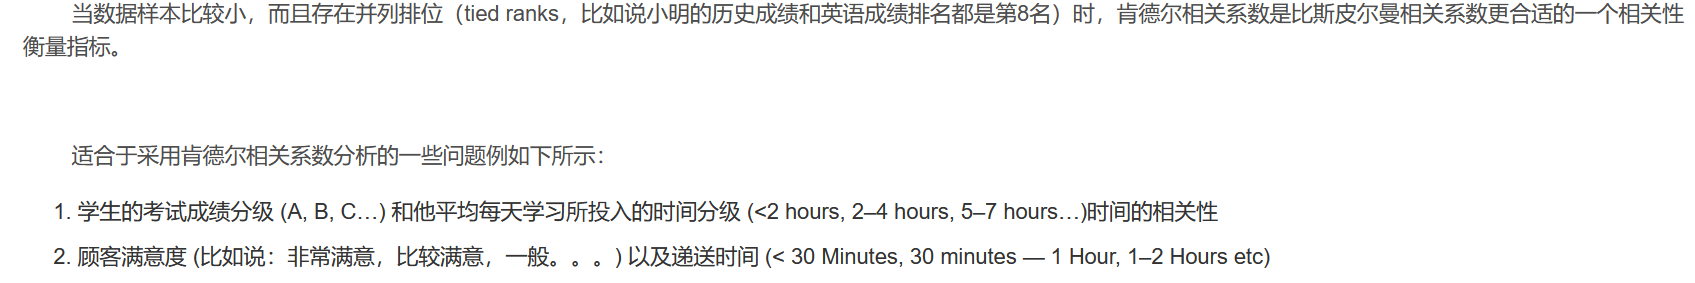 当数据样本比较小，而且存在并列排位（tied ranks，比如说小明的历史成绩和英语成绩排名都是第8名）时，肯德尔相关系数是比斯皮尔曼相关系数更合适的一个相关性
衡量指标。
适合于采用肯德尔相关系数分析的一些问题例如下所示：
1. 学生的考试成绩分级 (A, B, C…) 和他平均每天学习所投入的时间分级 (<2 hours, 2–4 hours, 5–7 hours…)时间的相关性
2. 顾客满意度 (比如说：非常满意，比较满意，一般。。。) 以及递送时间 (< 30 Minutes, 30 minutes — 1 Hour, 1–2 Hours etc)